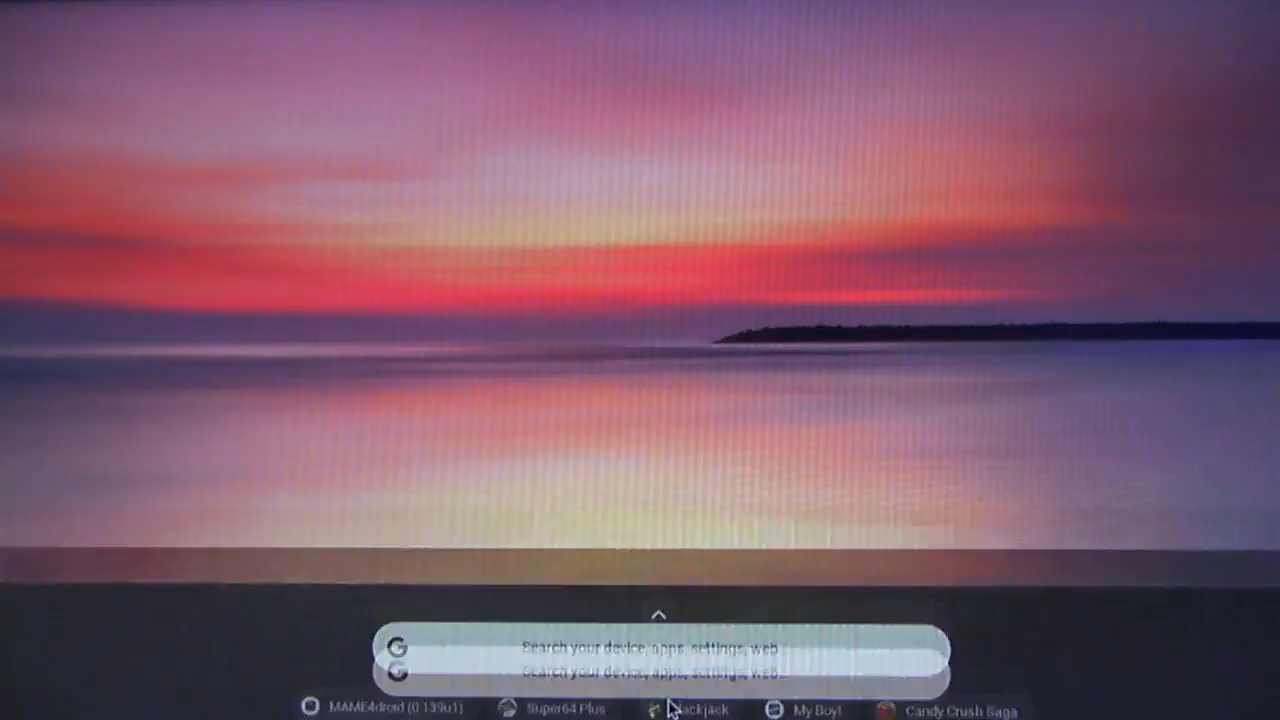 Search your device, apps, settings, web...
Search your device, apps, settings, web...
MAME4droid (0.139u1) Super64 Plus My Boy! Candy Crush Saga